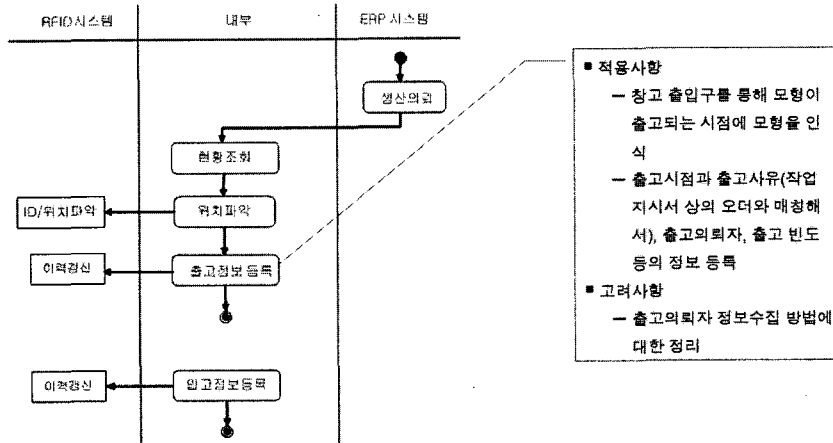 RFID시스템
내부
ERP 시스템
생산의뢰
현황조회
ID/위치파악
위치파악
이력갱신
출고정보 등록
이력갱신
입고정보등록
■ 적용사항
— 창고 출입구를 통해 모형이
출고되는 시점에 모형을 인
식
— 출고시점과 출고사유(작업
지시서 상의 오더와 매칭해
서), 출고의뢰자, 출고 빈도
등의 정보 등록
■ 고려사항
— 출고의뢰자 정보수집 방법에
대한 정리